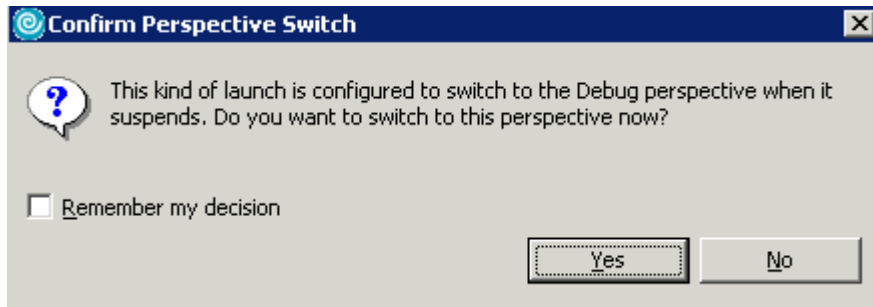 Confirm Perspective Switch
This kind of launch is configured to switch to the Debug perspective when it
suspends. Do you want to switch to this perspective now?
Remember my decision
Yes No